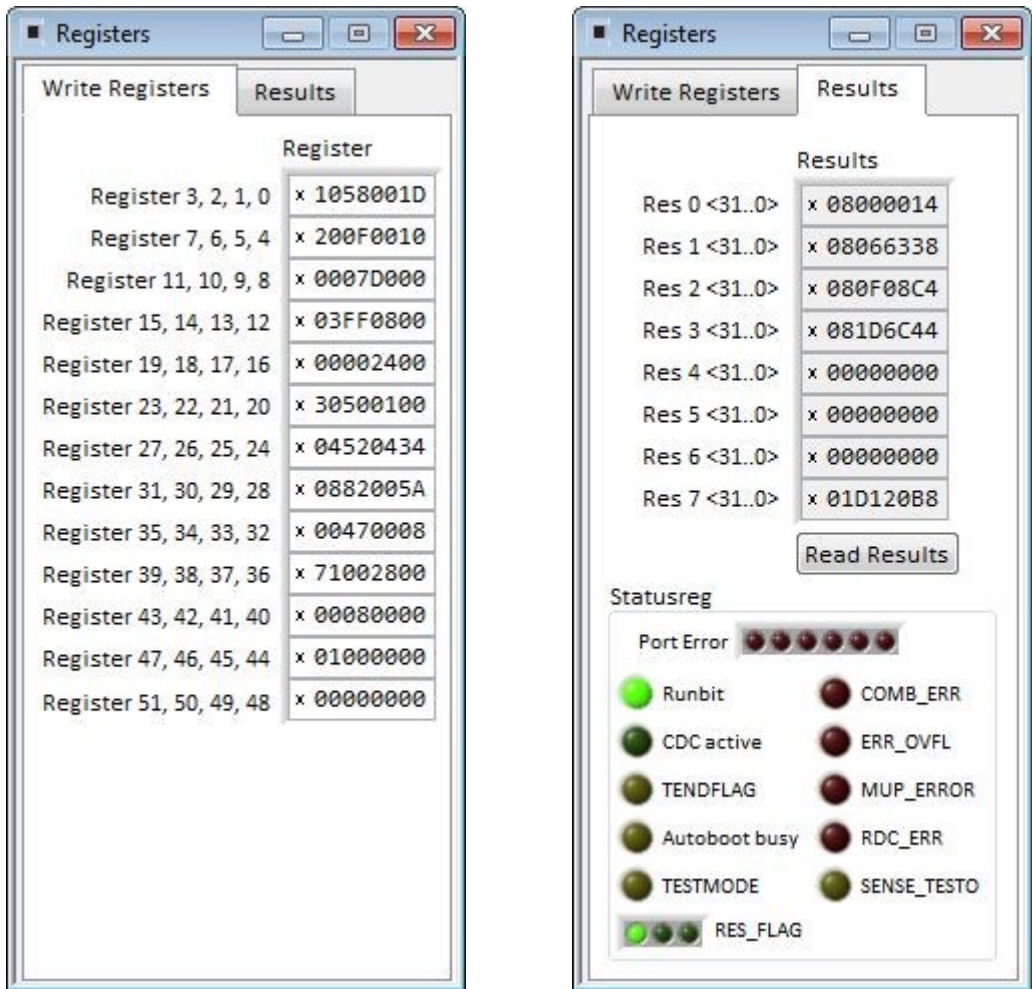 Registers
Write Registers Results
Register
Register 3, 2, 1, 0 x 1058001D
Register 7, 6, 5, 4 x 200F0010
Register 11, 10, 9, 8 x 0007D000
Register 15, 14, 13, 12 x 03FF0800
Register 19, 18, 17, 16 x 00002400
Register 23, 22, 21, 20 x 30500100
Register 27, 26, 25, 24 x 04520434
Register 31, 30, 29, 28 x 0882005A
Register 35, 34, 33, 32 x 00470008
Register 39, 38, 37, 36 x 71002800
Register 43, 42, 41, 40 x 00080000
Register 47, 46, 45, 44 x 01000000
Register 51, 50, 49, 48 x 00000000
Registers
Write Registers Results
Results
Res 0 <31..0> x 08000014
Res 1 <31..0> x 08066338
Res 2 <31..0> x 080F08C4
Res 3 <31..0> x 081D6C44
Res 4 <31..0> x 00000000
Res 5 <31..0> x 00000000
Res 6 <31..0> x 00000000
Res 7 <31..0> x 01D120B8
Read Results
Statusreg
Port Error
Runbit COMB_ERR
CDC active ERR_OVFL
TENDFLAG MUP_ERROR
Autoboot busy RDC_ERR
TESTMODE SENSE_TESTO
RES_FLAG